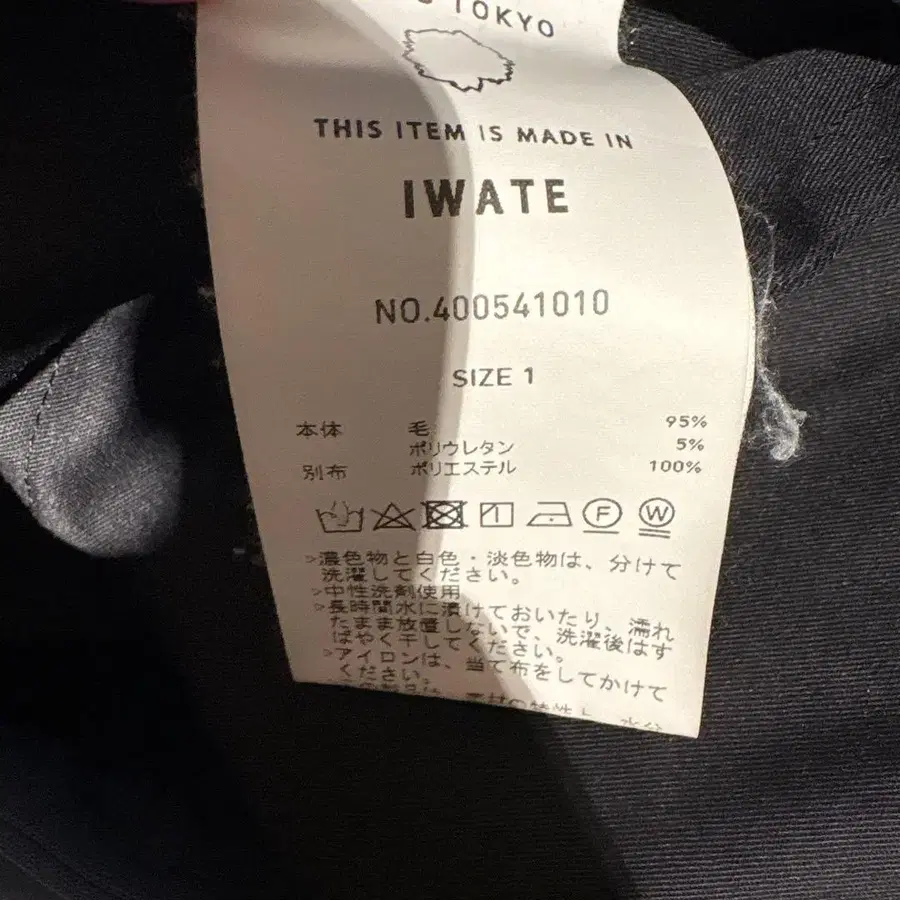 TOKYO
THIS ITEM IS MADE IN
IWATE
NO.400541010
SIZE 1
本体 毛 95%
ポリウレタン 5%
別布 ポリエステル 100%
F W
>濃色物と白色・淡色物は、分けて
洗濯してください。
>中性洗剤使用
>長時間水に漬けておいたり、濡れ
たまま放置しないで、洗濯後はす
ばやく干してください。
>アイロンは、当て布をしてかけて
ください。